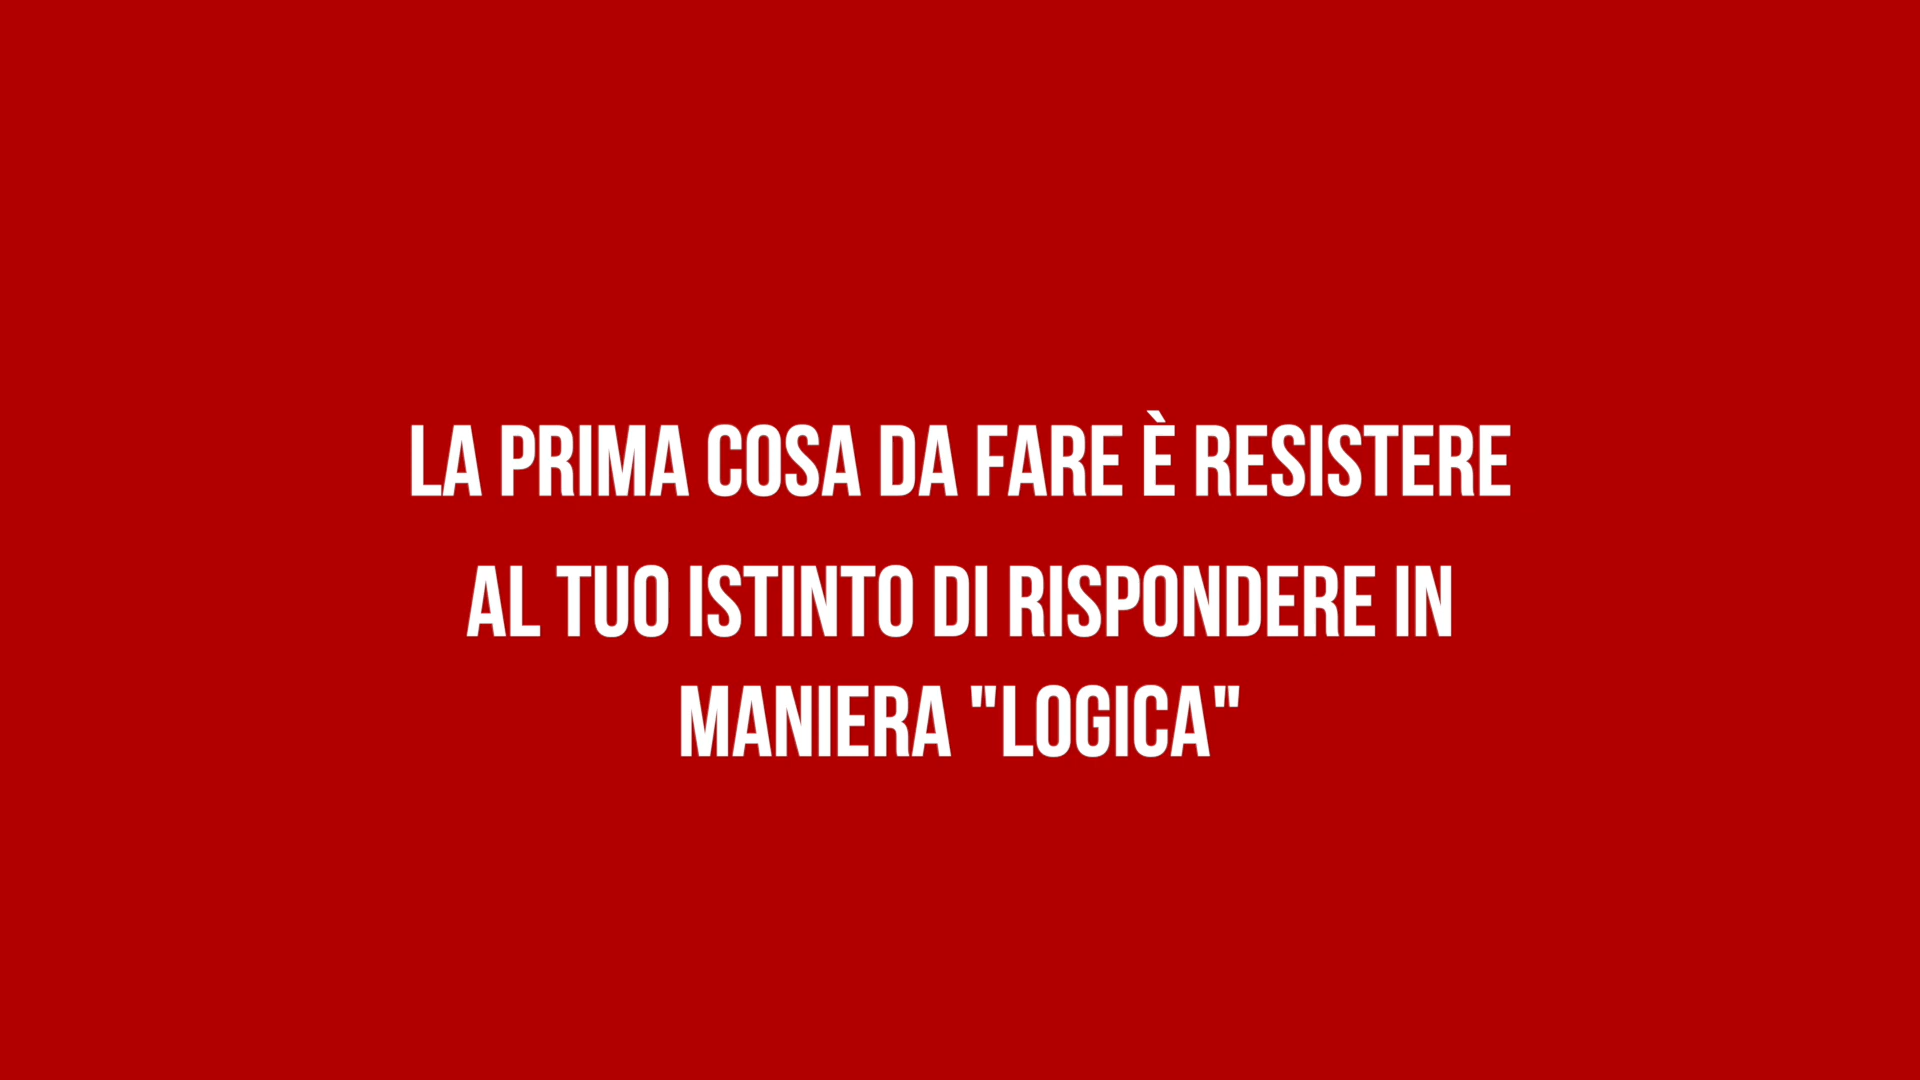 LA PRIMA COSA DA FARE È RESISTERE
AL TUO ISTINTO DI RISPONDERE IN
MANIERA "LOGICA"